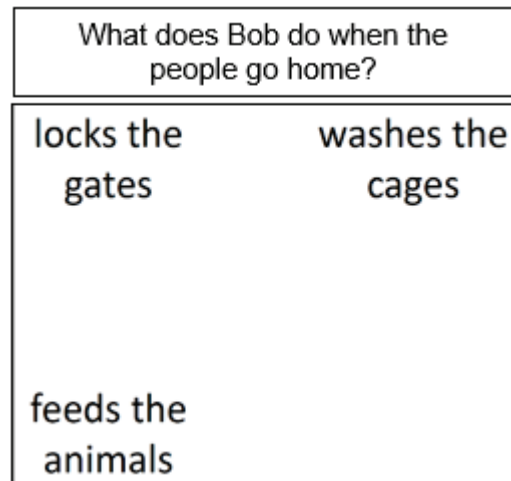 What does Bob do when the
people go home?
locks the
gates
washes the
cages
feeds the
animals